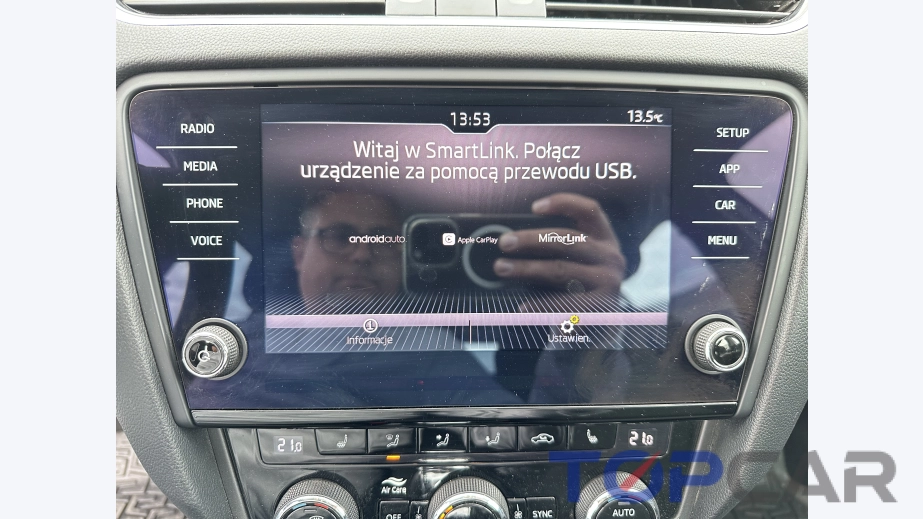 13:53
13.5°C
RADIO
MEDIA
PHONE
VOICE
SETUP
APP
CAR
MENU
Witaj w SmartLink. Połącz
urządzenie za pomocą przewodu USB.
androidauto
Apple CarPlay
MirrorLink
Informacje
Ustawien.
21.0
21.0
Air Care
OFF
SYNC
AUTO
TOPCAR